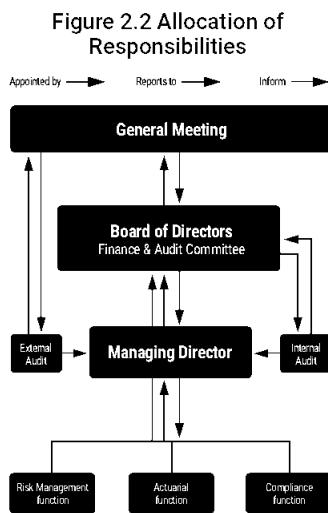 Figure 2.2 Allocation of
Responsibilities
Appointed by Reports to Inform
General Meeting
Board of Directors
Finance & Audit Committee
External
Audit
Managing Director
Internal
Audit
Risk Management
function
Actuarial
function
Compliance
function